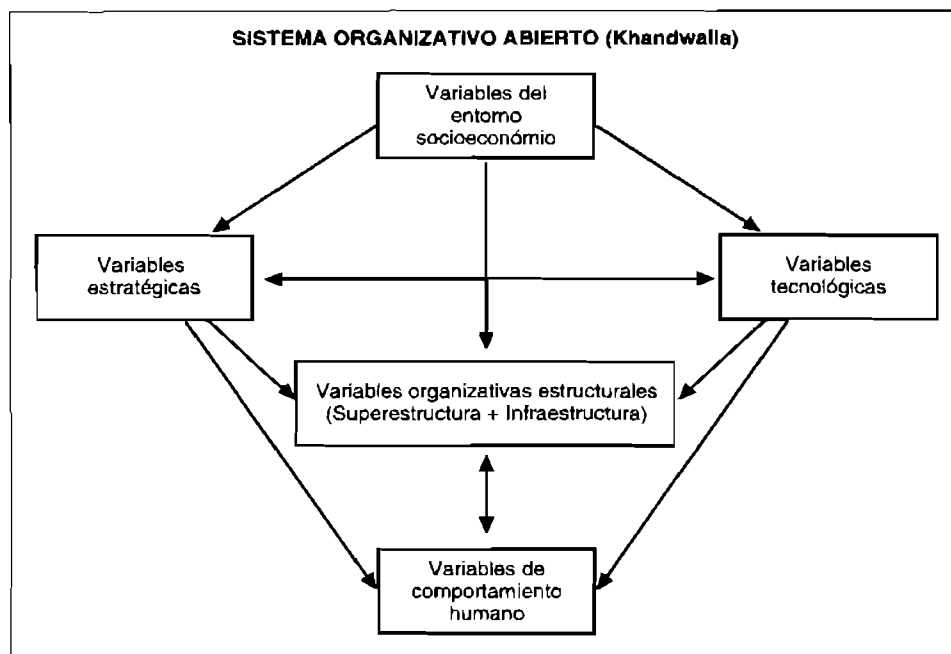 SISTEMA ORGANIZATIVO ABIERTO (Khandwalla)
Variables del
entorno
socioeconómio
Variables
estratégicas
Variables
tecnológicas
Variables organizativas estructurales
(Superestructura + Infraestructura)
Variables de
comportamiento
humano